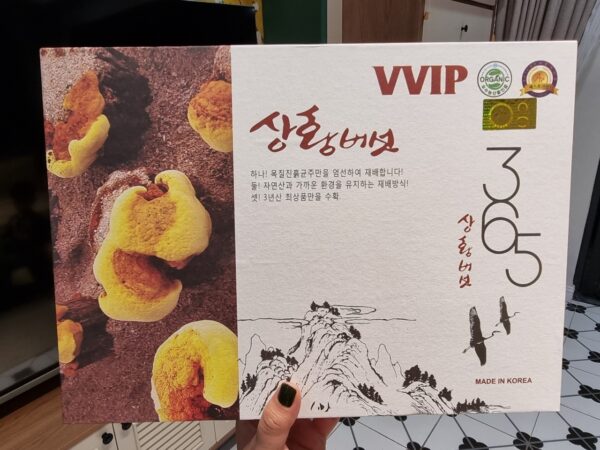 VVIP
ORGANIC
상황버섯
하나! 목질진흙균주만을 엄선하여 재배합니다!
둘! 자연산과 가까운 환경을 유지하는 재배방식!
셋! 3년산 최상품만을 수확
365
상황버섯
MADE IN KOREA